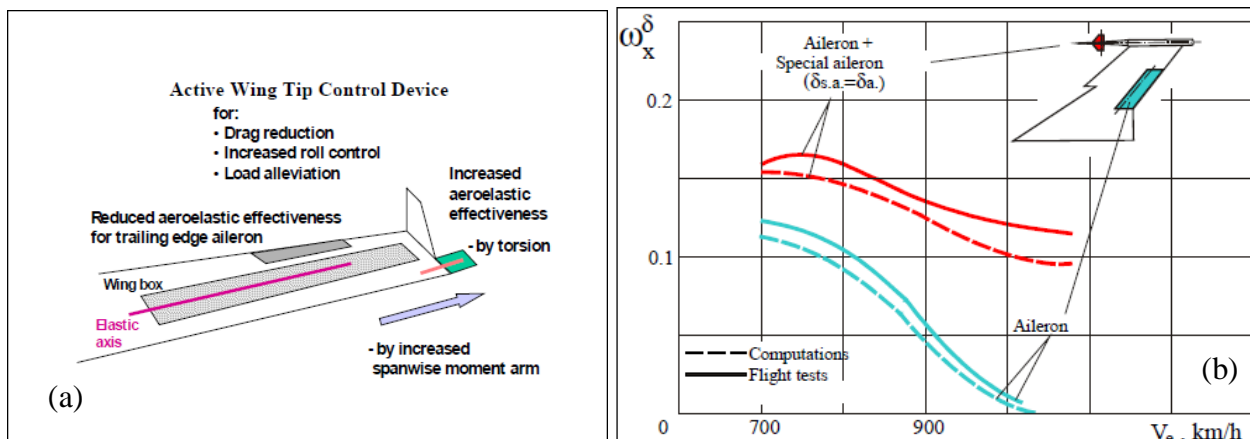 Active Wing Tip Control Device
for:
• Drag reduction
• Increased roll control
• Load alleviation
Increased
aeroelastic
effectiveness
Reduced aeroelastic effectiveness
for trailing edge aileron
- by torsion
Wing box
Elastic
axis
- by increased
spanwise moment arm
(a)
ωₓᵟ
Aileron +
Special aileron
(δs.a.=δa.)
0.2
0.1
Aileron
Computations
Flight tests
(b)
0
700
900
km/h